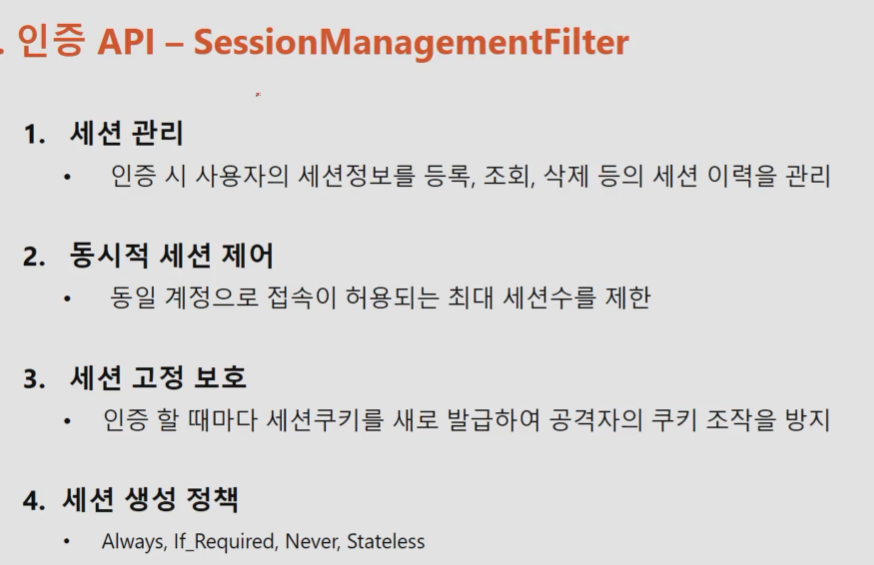 . 인증 API – SessionManagementFilter
1. 세션 관리
• 인증 시 사용자의 세션정보를 등록, 조회, 삭제 등의 세션 이력을 관리
2. 동시적 세션 제어
• 동일 계정으로 접속이 허용되는 최대 세션수를 제한
3. 세션 고정 보호
• 인증 할 때마다 세션쿠키를 새로 발급하여 공격자의 쿠키 조작을 방지
4. 세션 생성 정책
• Always, If_Required, Never, Stateless